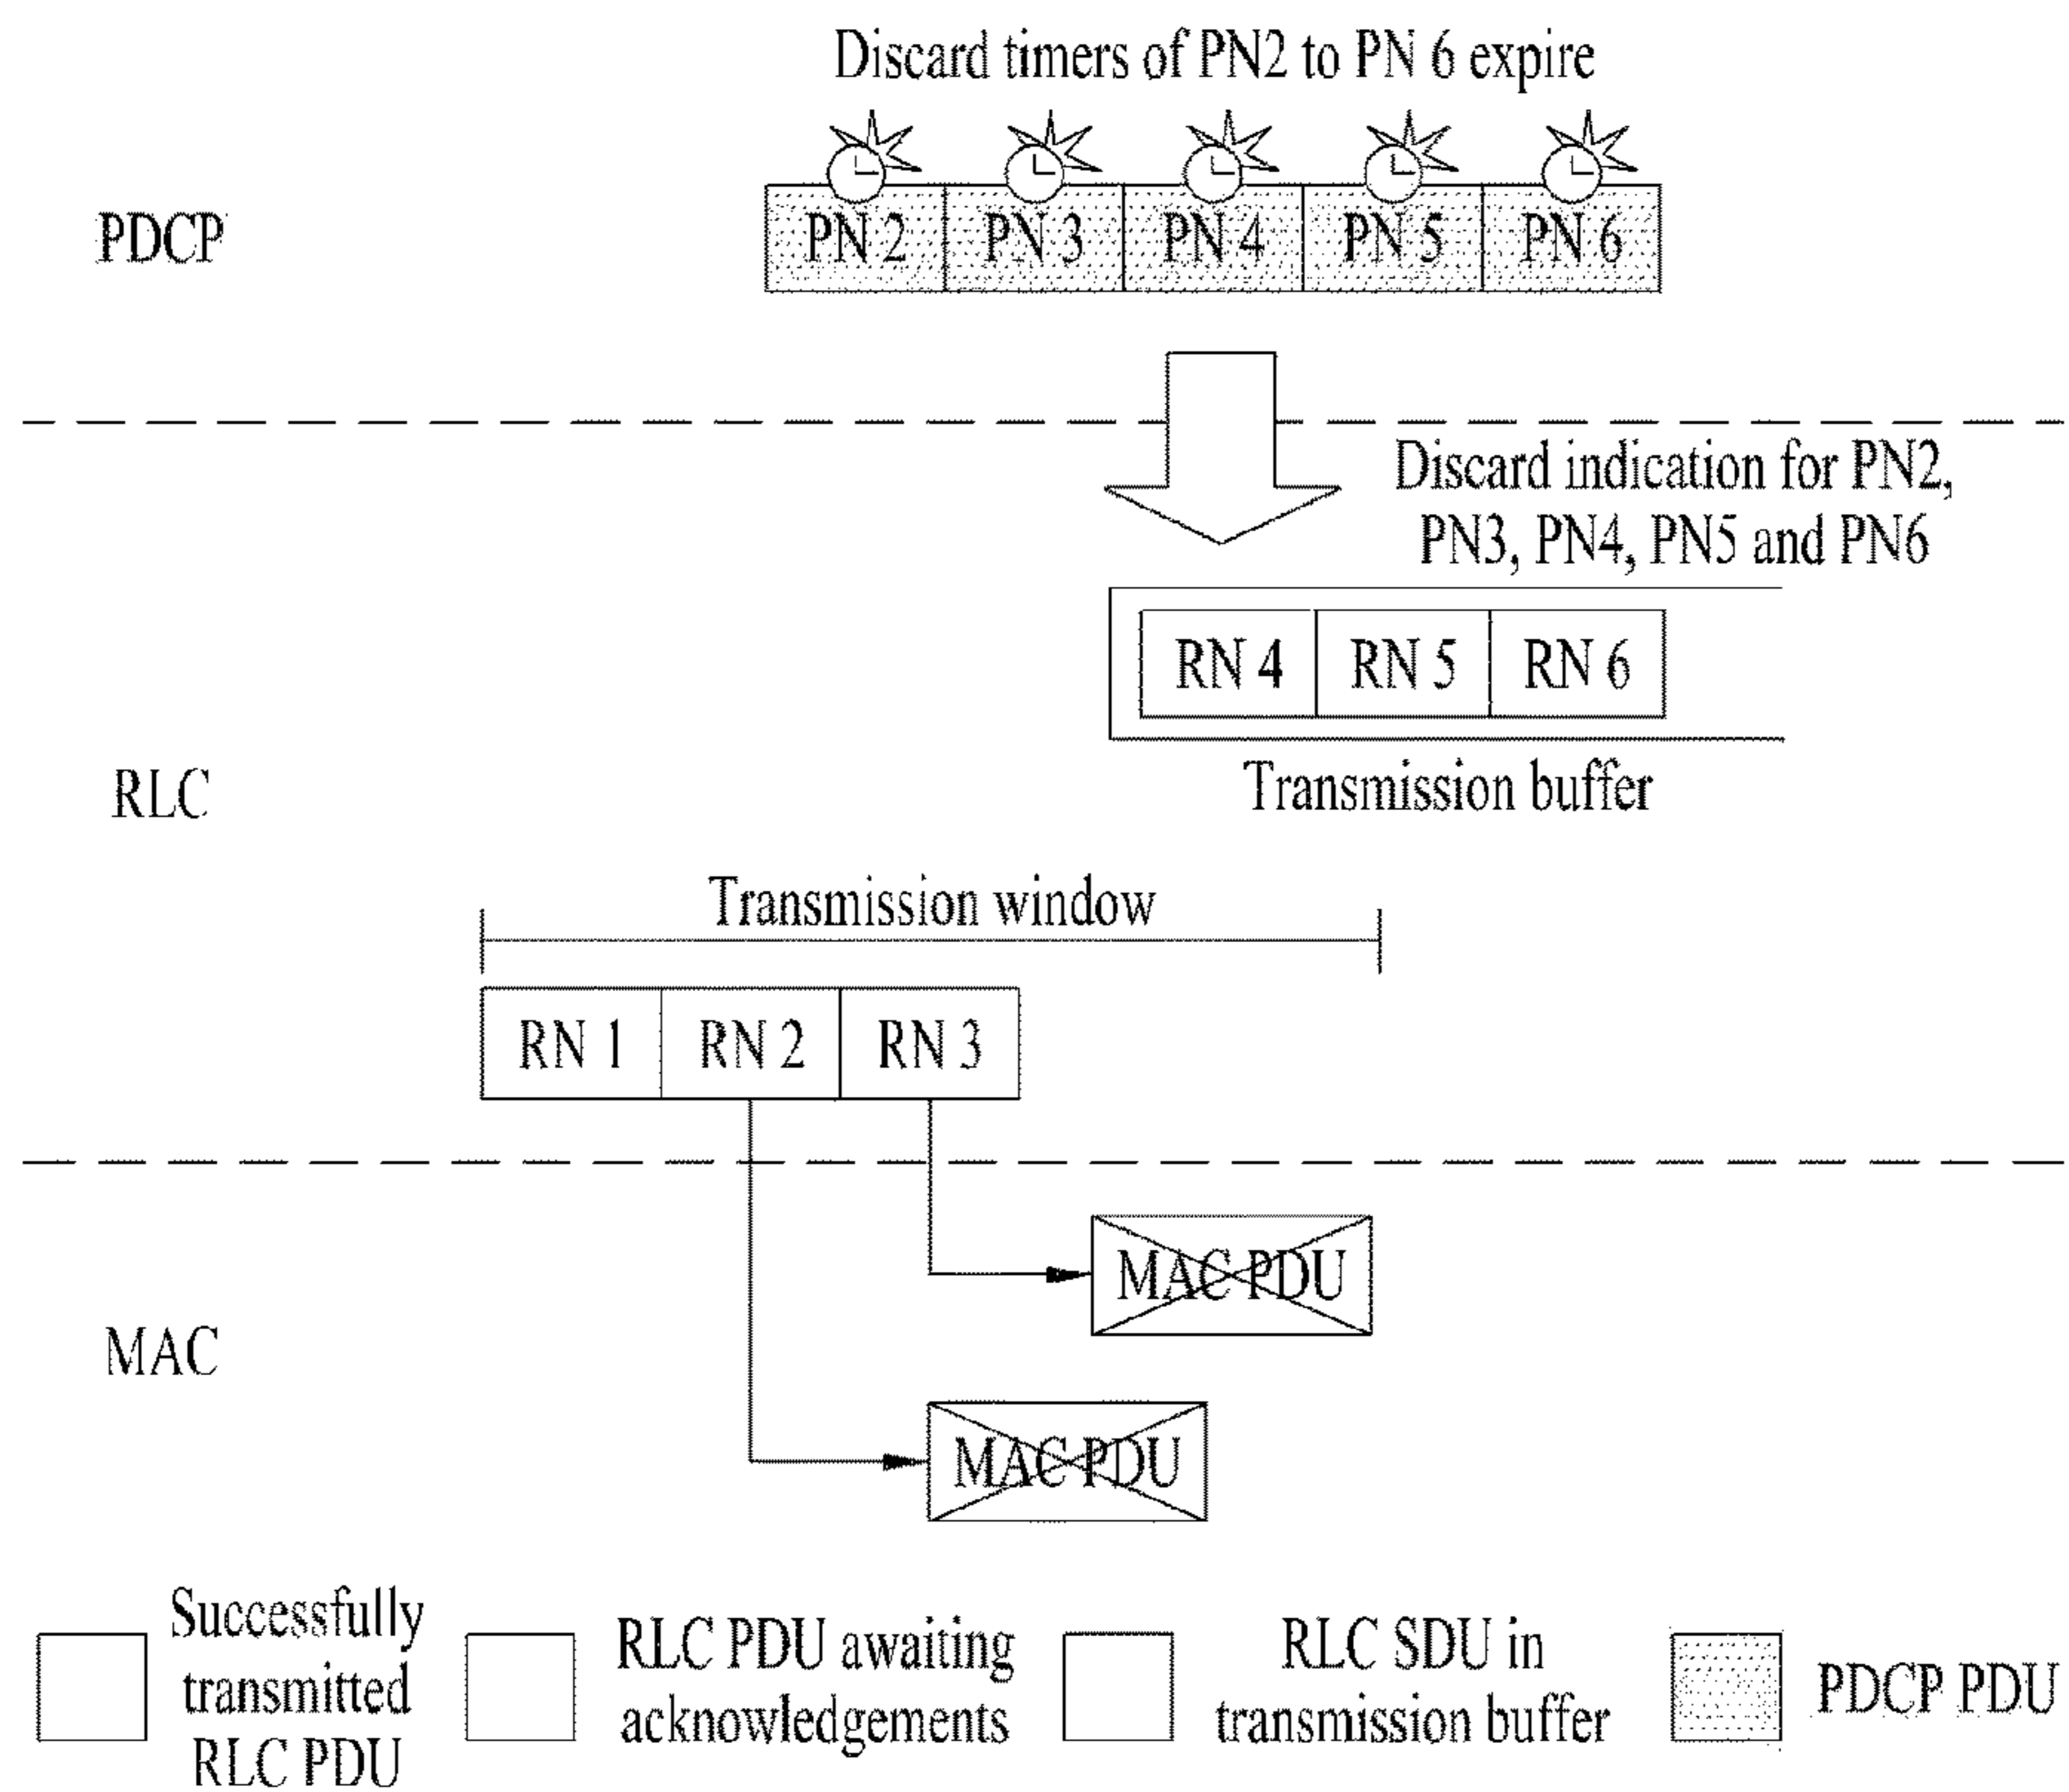 Discard timers of PN2 to PN 6 expire
PDCP
PN 2
PN 3
PN 4
PN 5
PN 6
Discard indication for PN2,
PN3, PN4, PN5 and PN6
RN 4
RN 5
RN 6
RLC
Transmission buffer
Transmission window
RN 1
RN 2
RN 3
MAC PDU
MAC
MAC PDU
Successfully
transmitted
RLC PDU
RLC PDU awaiting
acknowledgements
RLC SDU in
transmission buffer
PDCP PDU